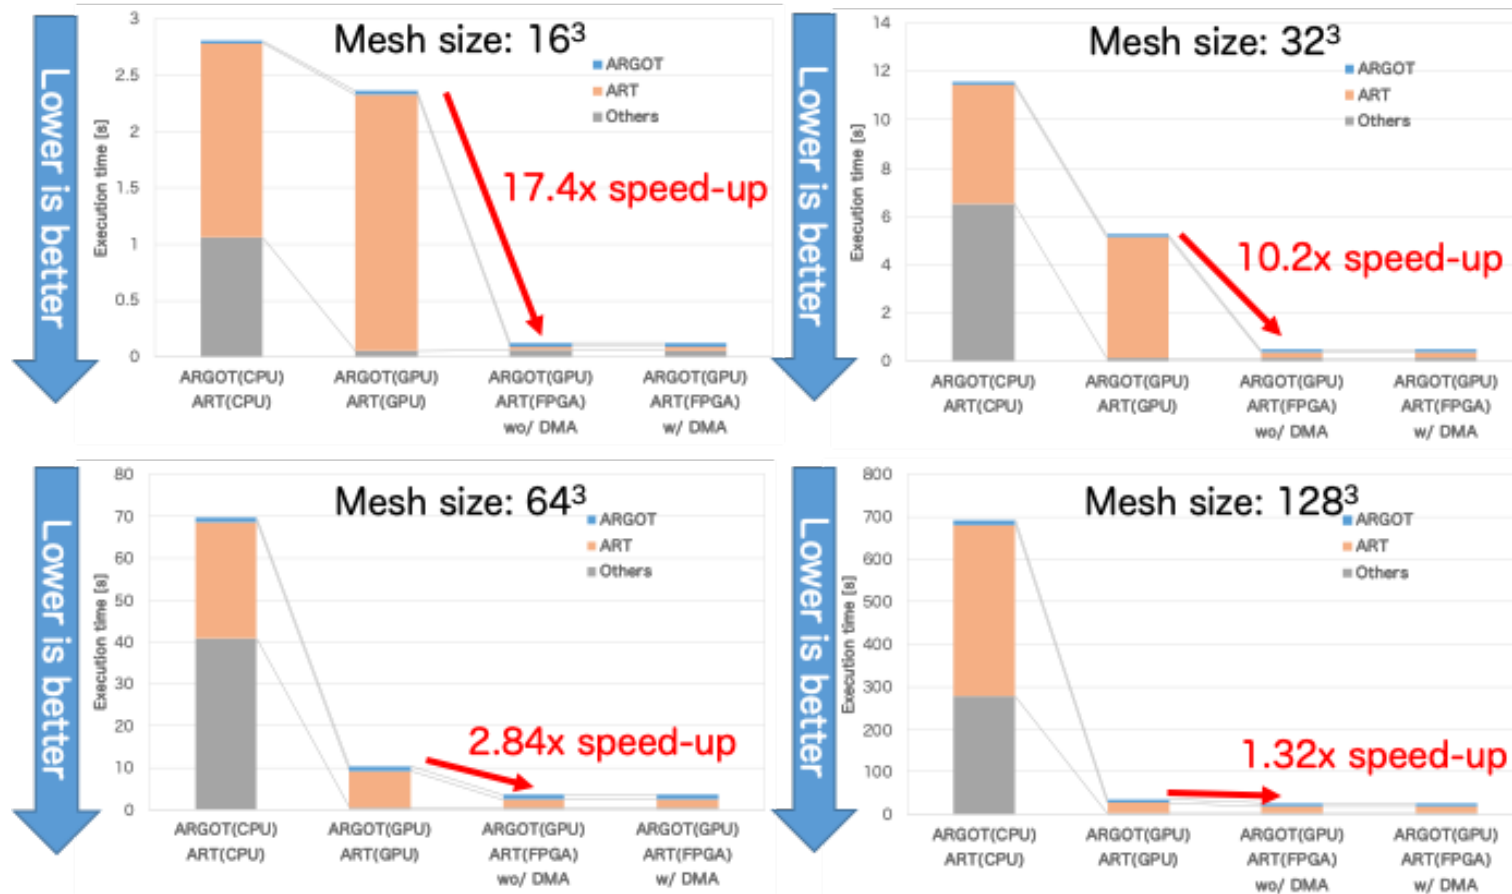 Lower is better
Mesh size: 16³
ARGOT
ART
Others
Execution time [s]
3
2.5
2
1.5
1
0.5
0
17.4x speed-up
ARGOT(CPU)
ART(CPU)
ARGOT(GPU)
ART(GPU)
ARGOT(GPU)
ART(FPGA)
wo/ DMA
ARGOT(GPU)
ART(FPGA)
w/ DMA
Lower is better
Mesh size: 32³
ARGOT
ART
Others
Execution time [s]
14
12
10
8
6
4
2
0
10.2x speed-up
ARGOT(CPU)
ART(CPU)
ARGOT(GPU)
ART(GPU)
ARGOT(GPU)
ART(FPGA)
wo/ DMA
ARGOT(GPU)
ART(FPGA)
w/ DMA
Lower is better
Mesh size: 64³
ARGOT
ART
Others
Execution time [s]
80
70
60
50
40
30
20
10
0
2.84x speed-up
ARGOT(CPU)
ART(CPU)
ARGOT(GPU)
ART(GPU)
ARGOT(GPU)
ART(FPGA)
wo/ DMA
ARGOT(GPU)
ART(FPGA)
w/ DMA
Lower is better
Mesh size: 128³
ARGOT
ART
Others
Execution time [s]
800
700
600
500
400
300
200
100
0
1.32x speed-up
ARGOT(CPU)
ART(CPU)
ARGOT(GPU)
ART(GPU)
ARGOT(GPU)
ART(FPGA)
wo/ DMA
ARGOT(GPU)
ART(FPGA)
w/ DMA